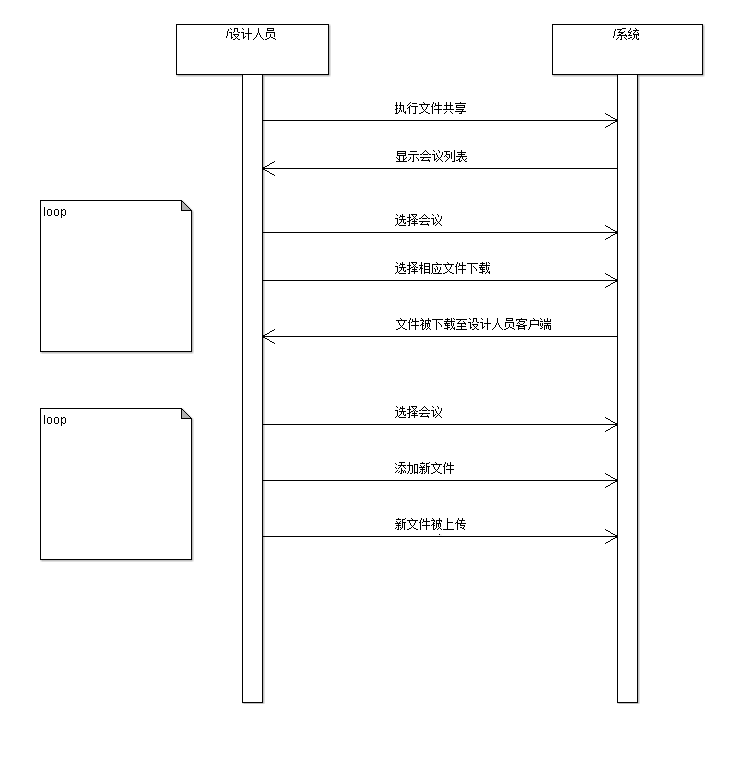 /设计人员
/系统
执行文件共享
显示会议列表
loop
选择会议
选择相应文件下载
文件被下载至设计人员客户端
loop
选择会议
添加新文件
新文件被上传